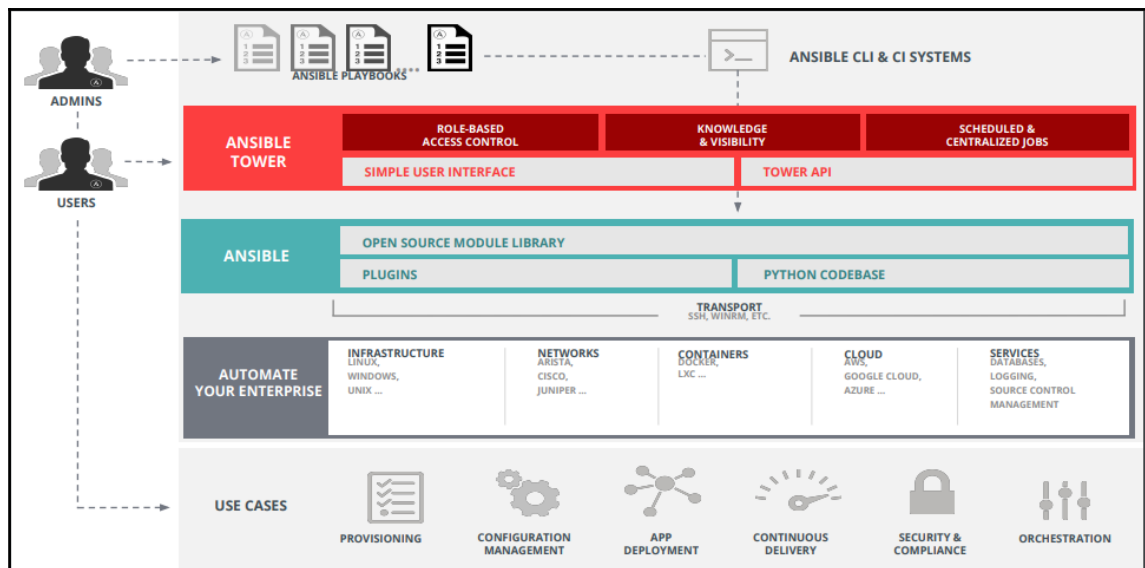 ANSIBLE PLAYBOOKS
ANSIBLE CLI & CI SYSTEMS
ADMINS
USERS
ANSIBLE
TOWER
ROLE-BASED
ACCESS CONTROL
KNOWLEDGE
& VISIBILITY
SCHEDULED &
CENTRALIZED JOBS
SIMPLE USER INTERFACE
TOWER API
ANSIBLE
OPEN SOURCE MODULE LIBRARY
PLUGINS
PYTHON CODEBASE
TRANSPORT
SSH, WINRM, ETC.
AUTOMATE
YOUR ENTERPRISE
INFRASTRUCTURE
LINUX,
WINDOWS,
UNIX ...
NETWORKS
ARISTA,
CISCO,
JUNIPER ...
CONTAINERS
DOCKER,
LXC ...
CLOUD
AWS,
GOOGLE CLOUD,
AZURE ...
SERVICES
DATABASES,
LOGGING,
SOURCE CONTROL
MANAGEMENT
USE CASES
PROVISIONING
CONFIGURATION
MANAGEMENT
APP
DEPLOYMENT
CONTINUOUS
DELIVERY
SECURITY &
COMPLIANCE
ORCHESTRATION